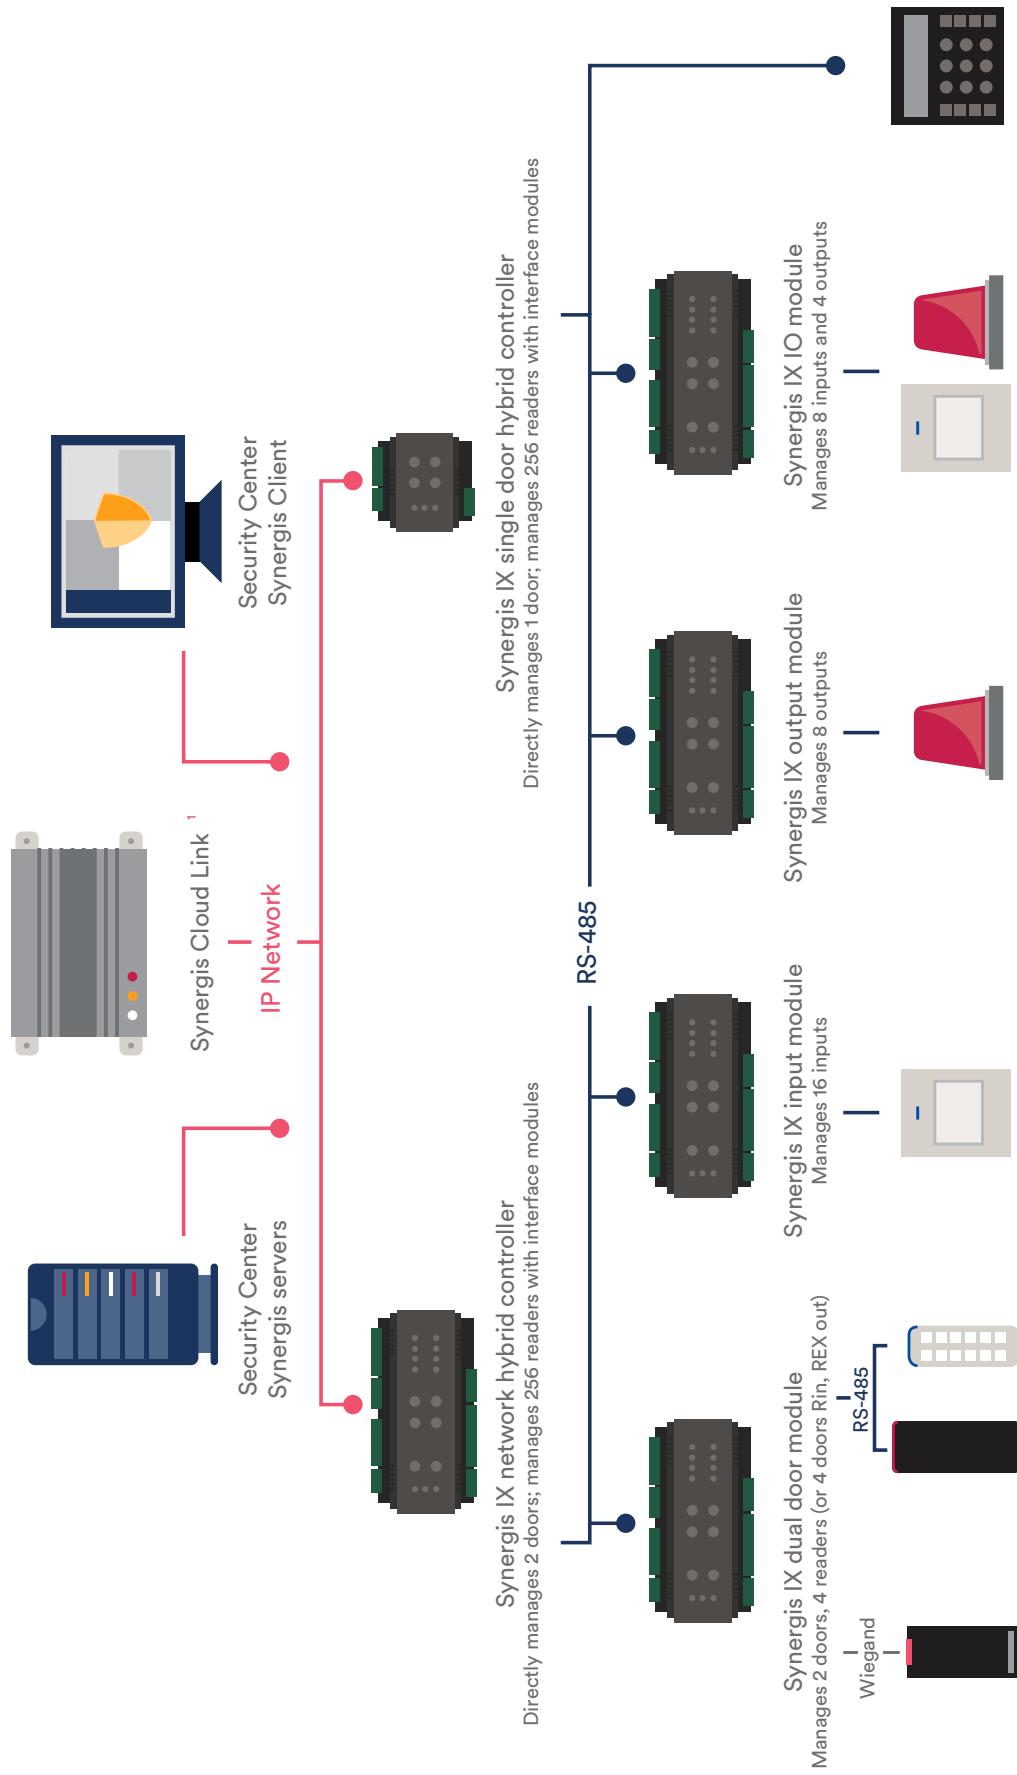 Synergis Cloud Link 1
Security Center
Synergis servers
IP Network
Security Center
Synergis Client
Synergis IX network hybrid controller
Directly manages 2 doors; manages 256 readers with interface modules
Synergis IX single door hybrid controller
Directly manages 1 door; manages 256 readers with interface modules
RS-485
Synergis IX dual door module
Manages 2 doors, 4 readers (or 4 doors Rin, REX out)
Wiegand
RS-485
Synergis IX input module
Manages 16 inputs
Synergis IX output module
Manages 8 outputs
Synergis IX IO module
Manages 8 inputs and 4 outputs